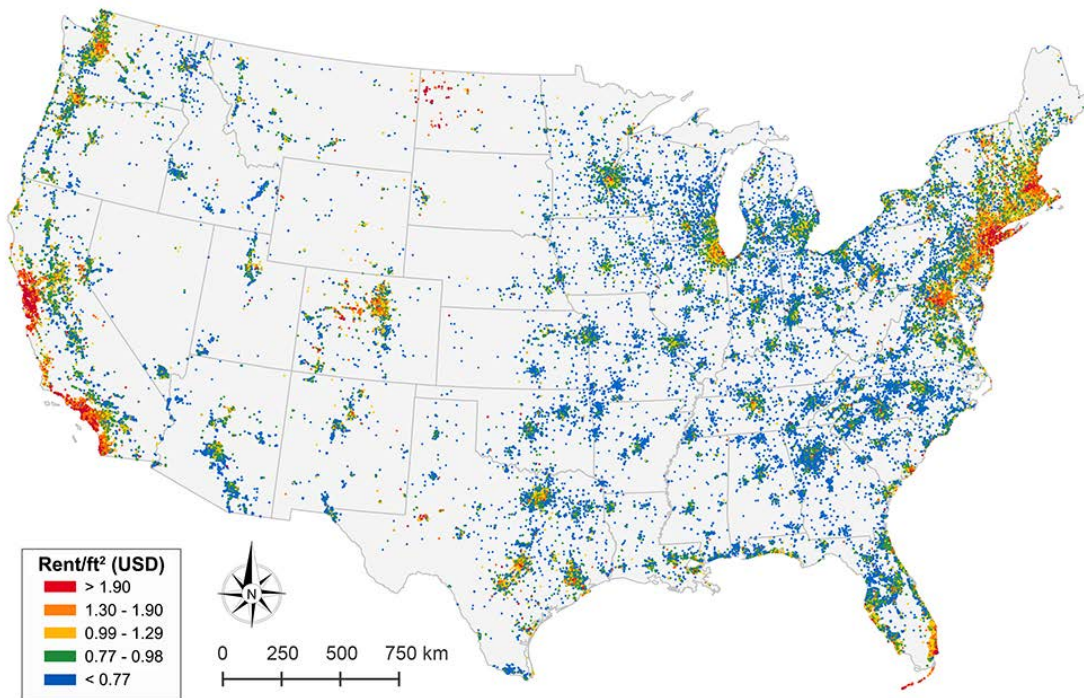 Rent/ft² (USD)
> 1.90
1.30 - 1.90
0.99 - 1.29
0.77 - 0.98
< 0.77
N
0 250 500 750 km